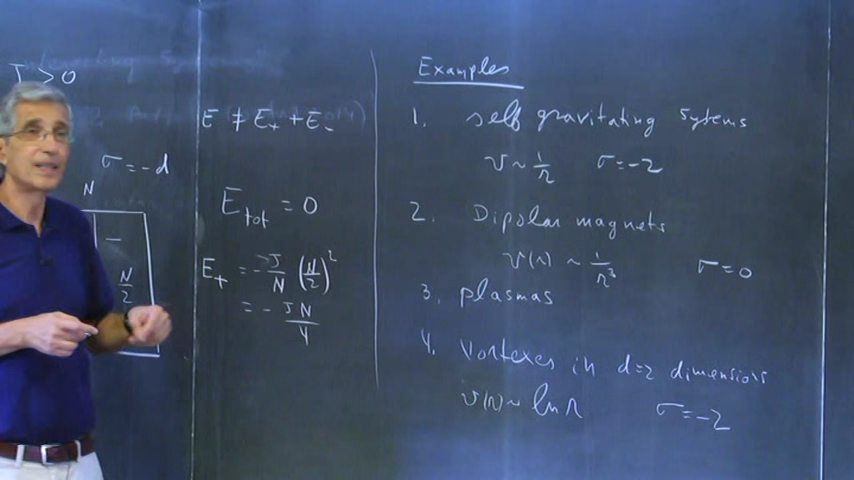 T > 0
σ = -d
N
-
N/2
E ≠ E₊ + E₋
E_tot = 0
E₊ = -J/N (N/2)²
= -JN/4
Examples
1. self gravitating Sytems
v ~ 1/r σ = -2
2. Dipolar magnets
v(r) ~ 1/r³ σ = 0
3. plasmas
4. Vortexes in d=2 dimensions
v(r) ~ ln r σ = -2